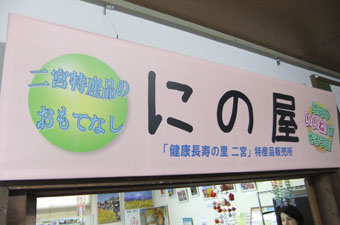 二宮特産品の
おもてなし
にの屋
「健康長寿の里 二宮」特産品販売所